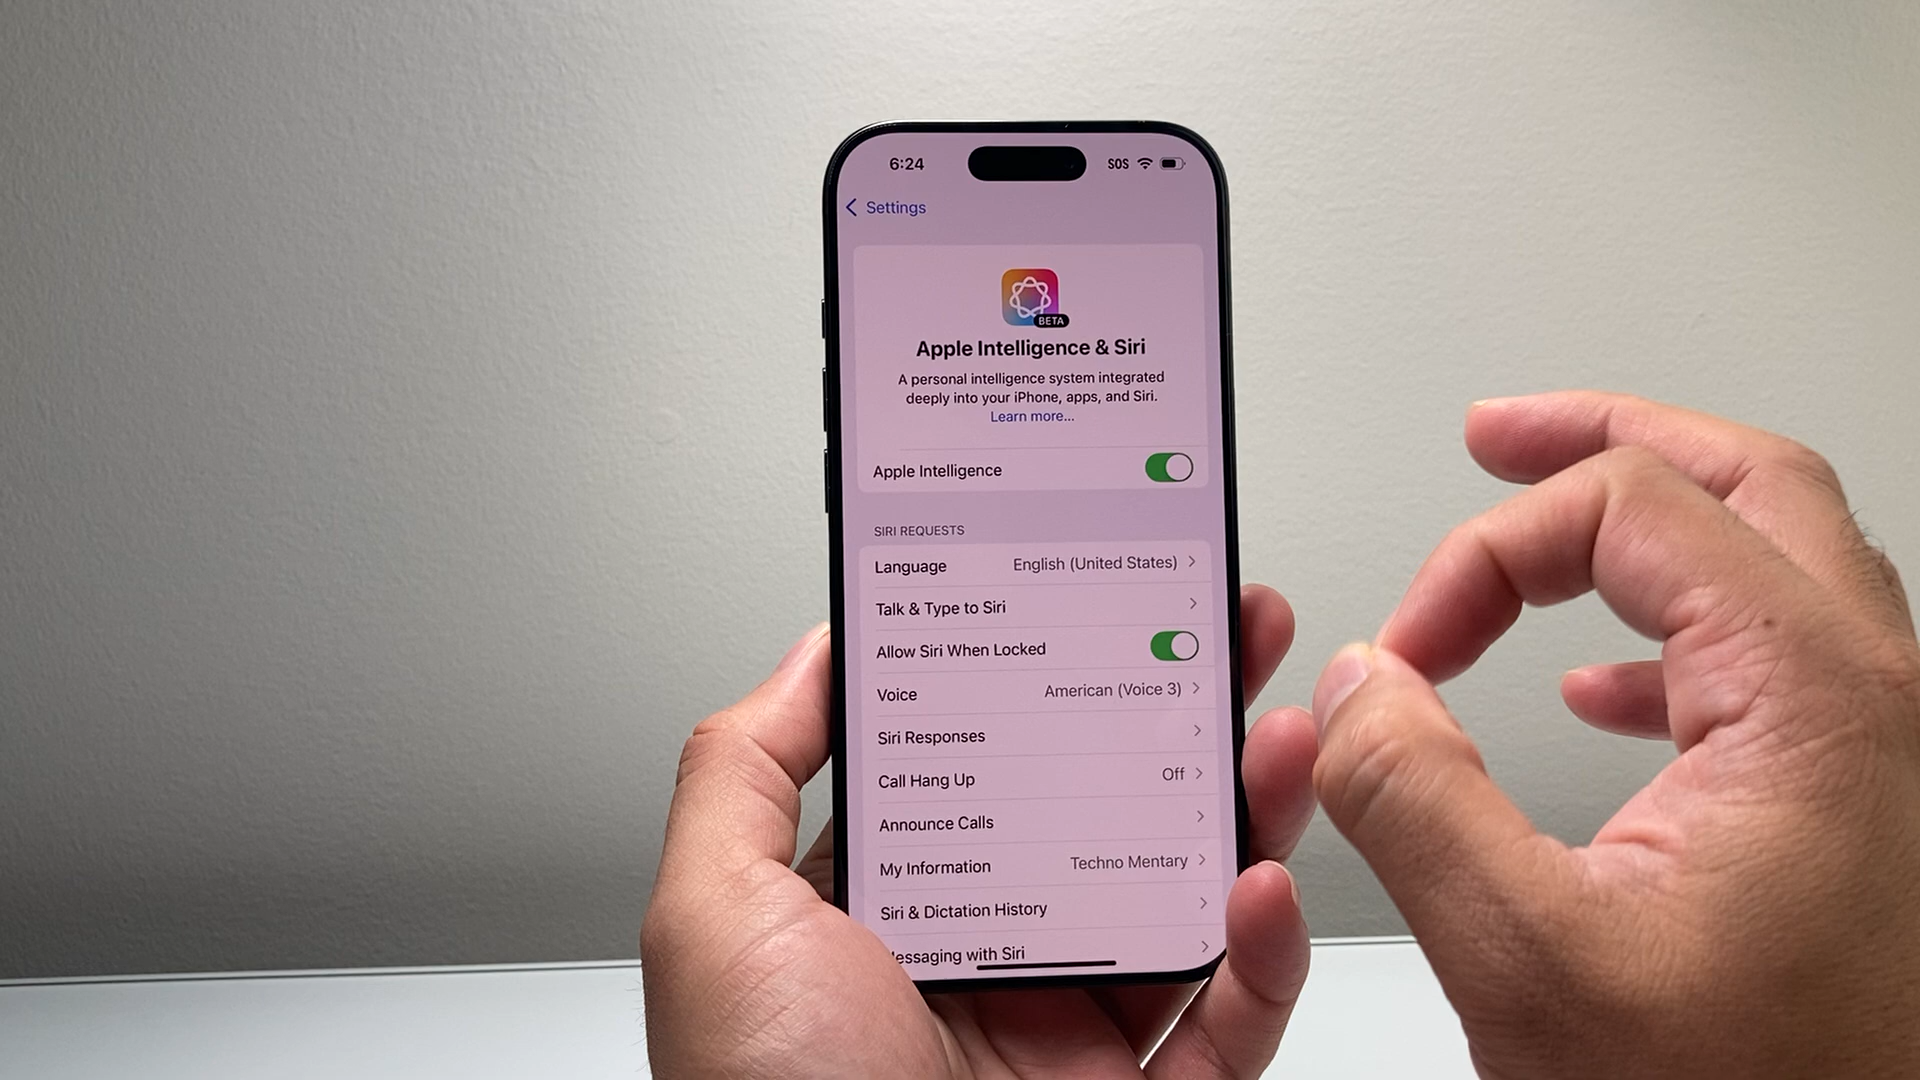 6:24 SOS
Settings
BETA
Apple Intelligence & Siri
A personal intelligence system integrated
deeply into your iPhone, apps, and Siri.
Learn more...
Apple Intelligence
SIRI REQUESTS
Language English (United States)
Talk & Type to Siri
Allow Siri When Locked
Voice American (Voice 3)
Siri Responses
Call Hang Up Off
Announce Calls
My Information Techno Mentary
Siri & Dictation History
essaging with Siri